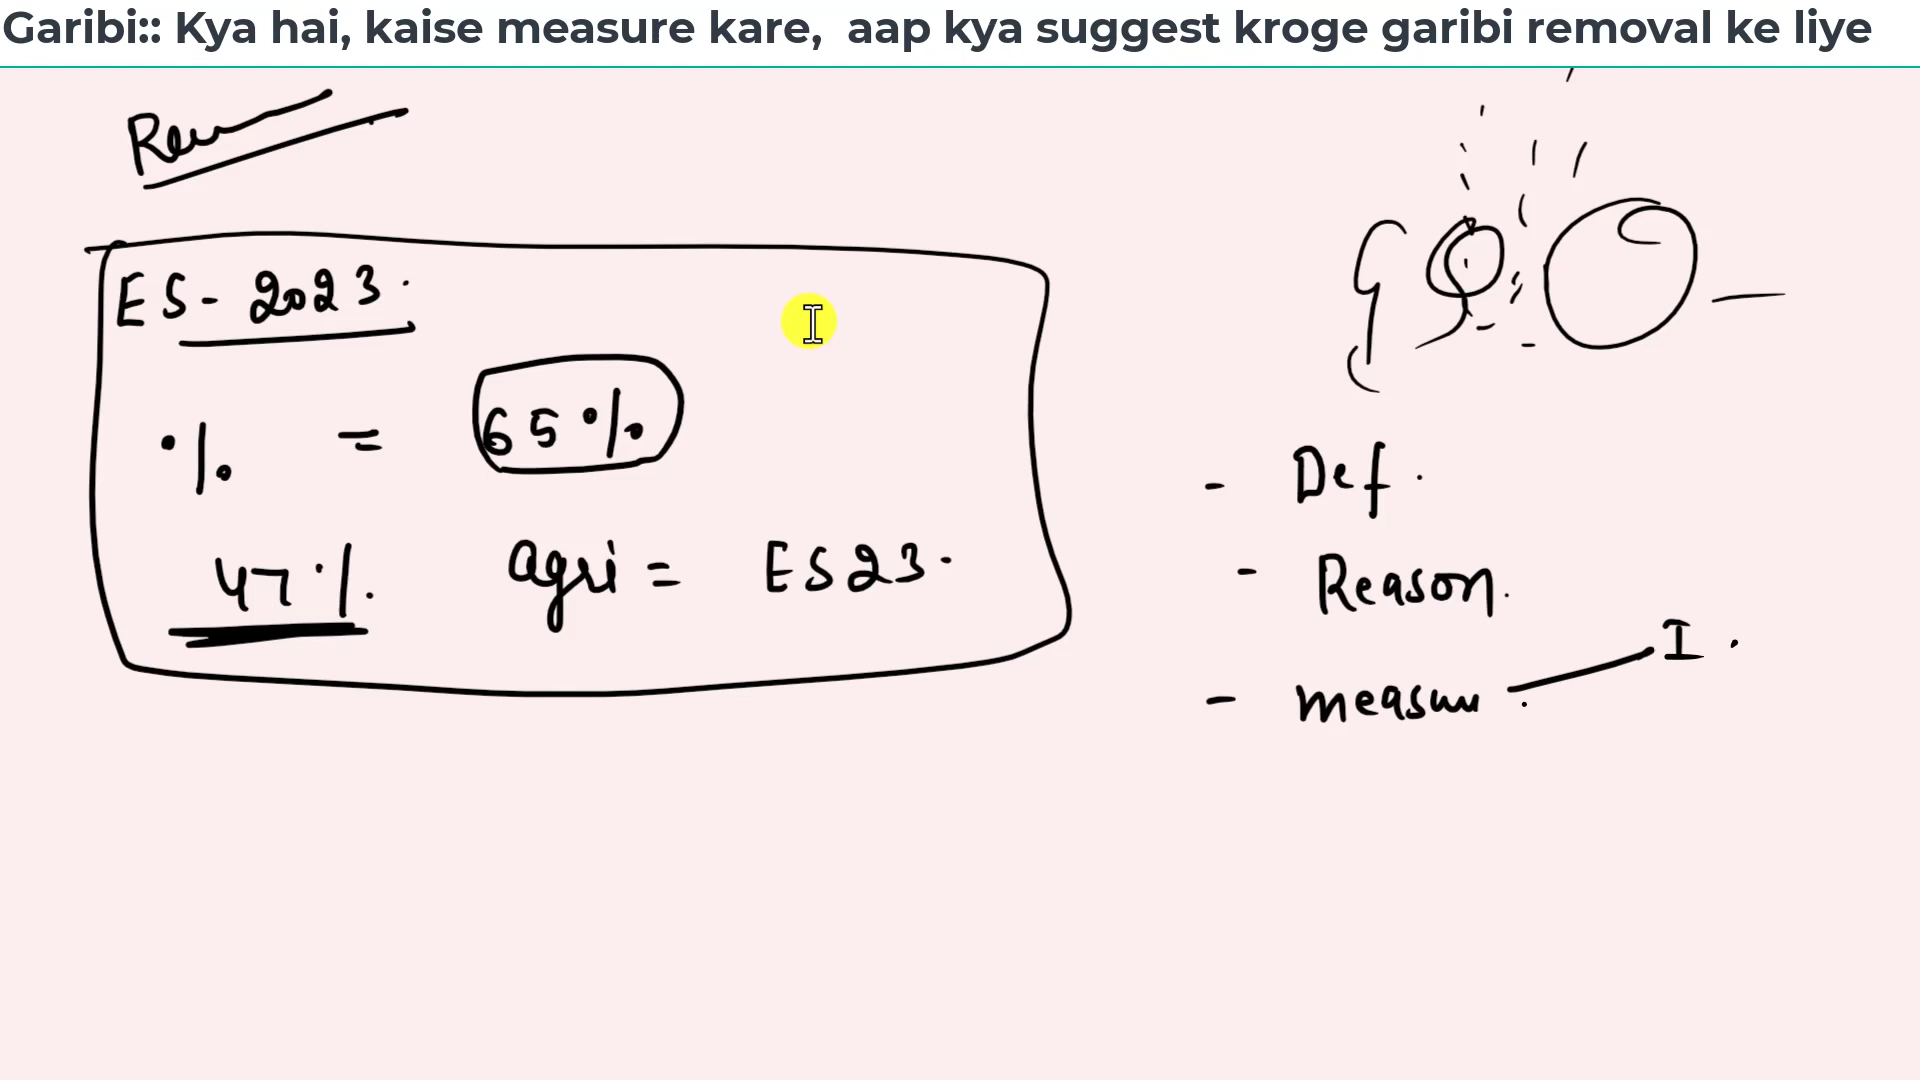 Garibi:: Kya hai, kaise measure kare, aap kya suggest kroge garibi removal ke liye
ES - 2023.
% = 65%
47%. agri = ES23.
- Def.
- Reason.
- measu I.